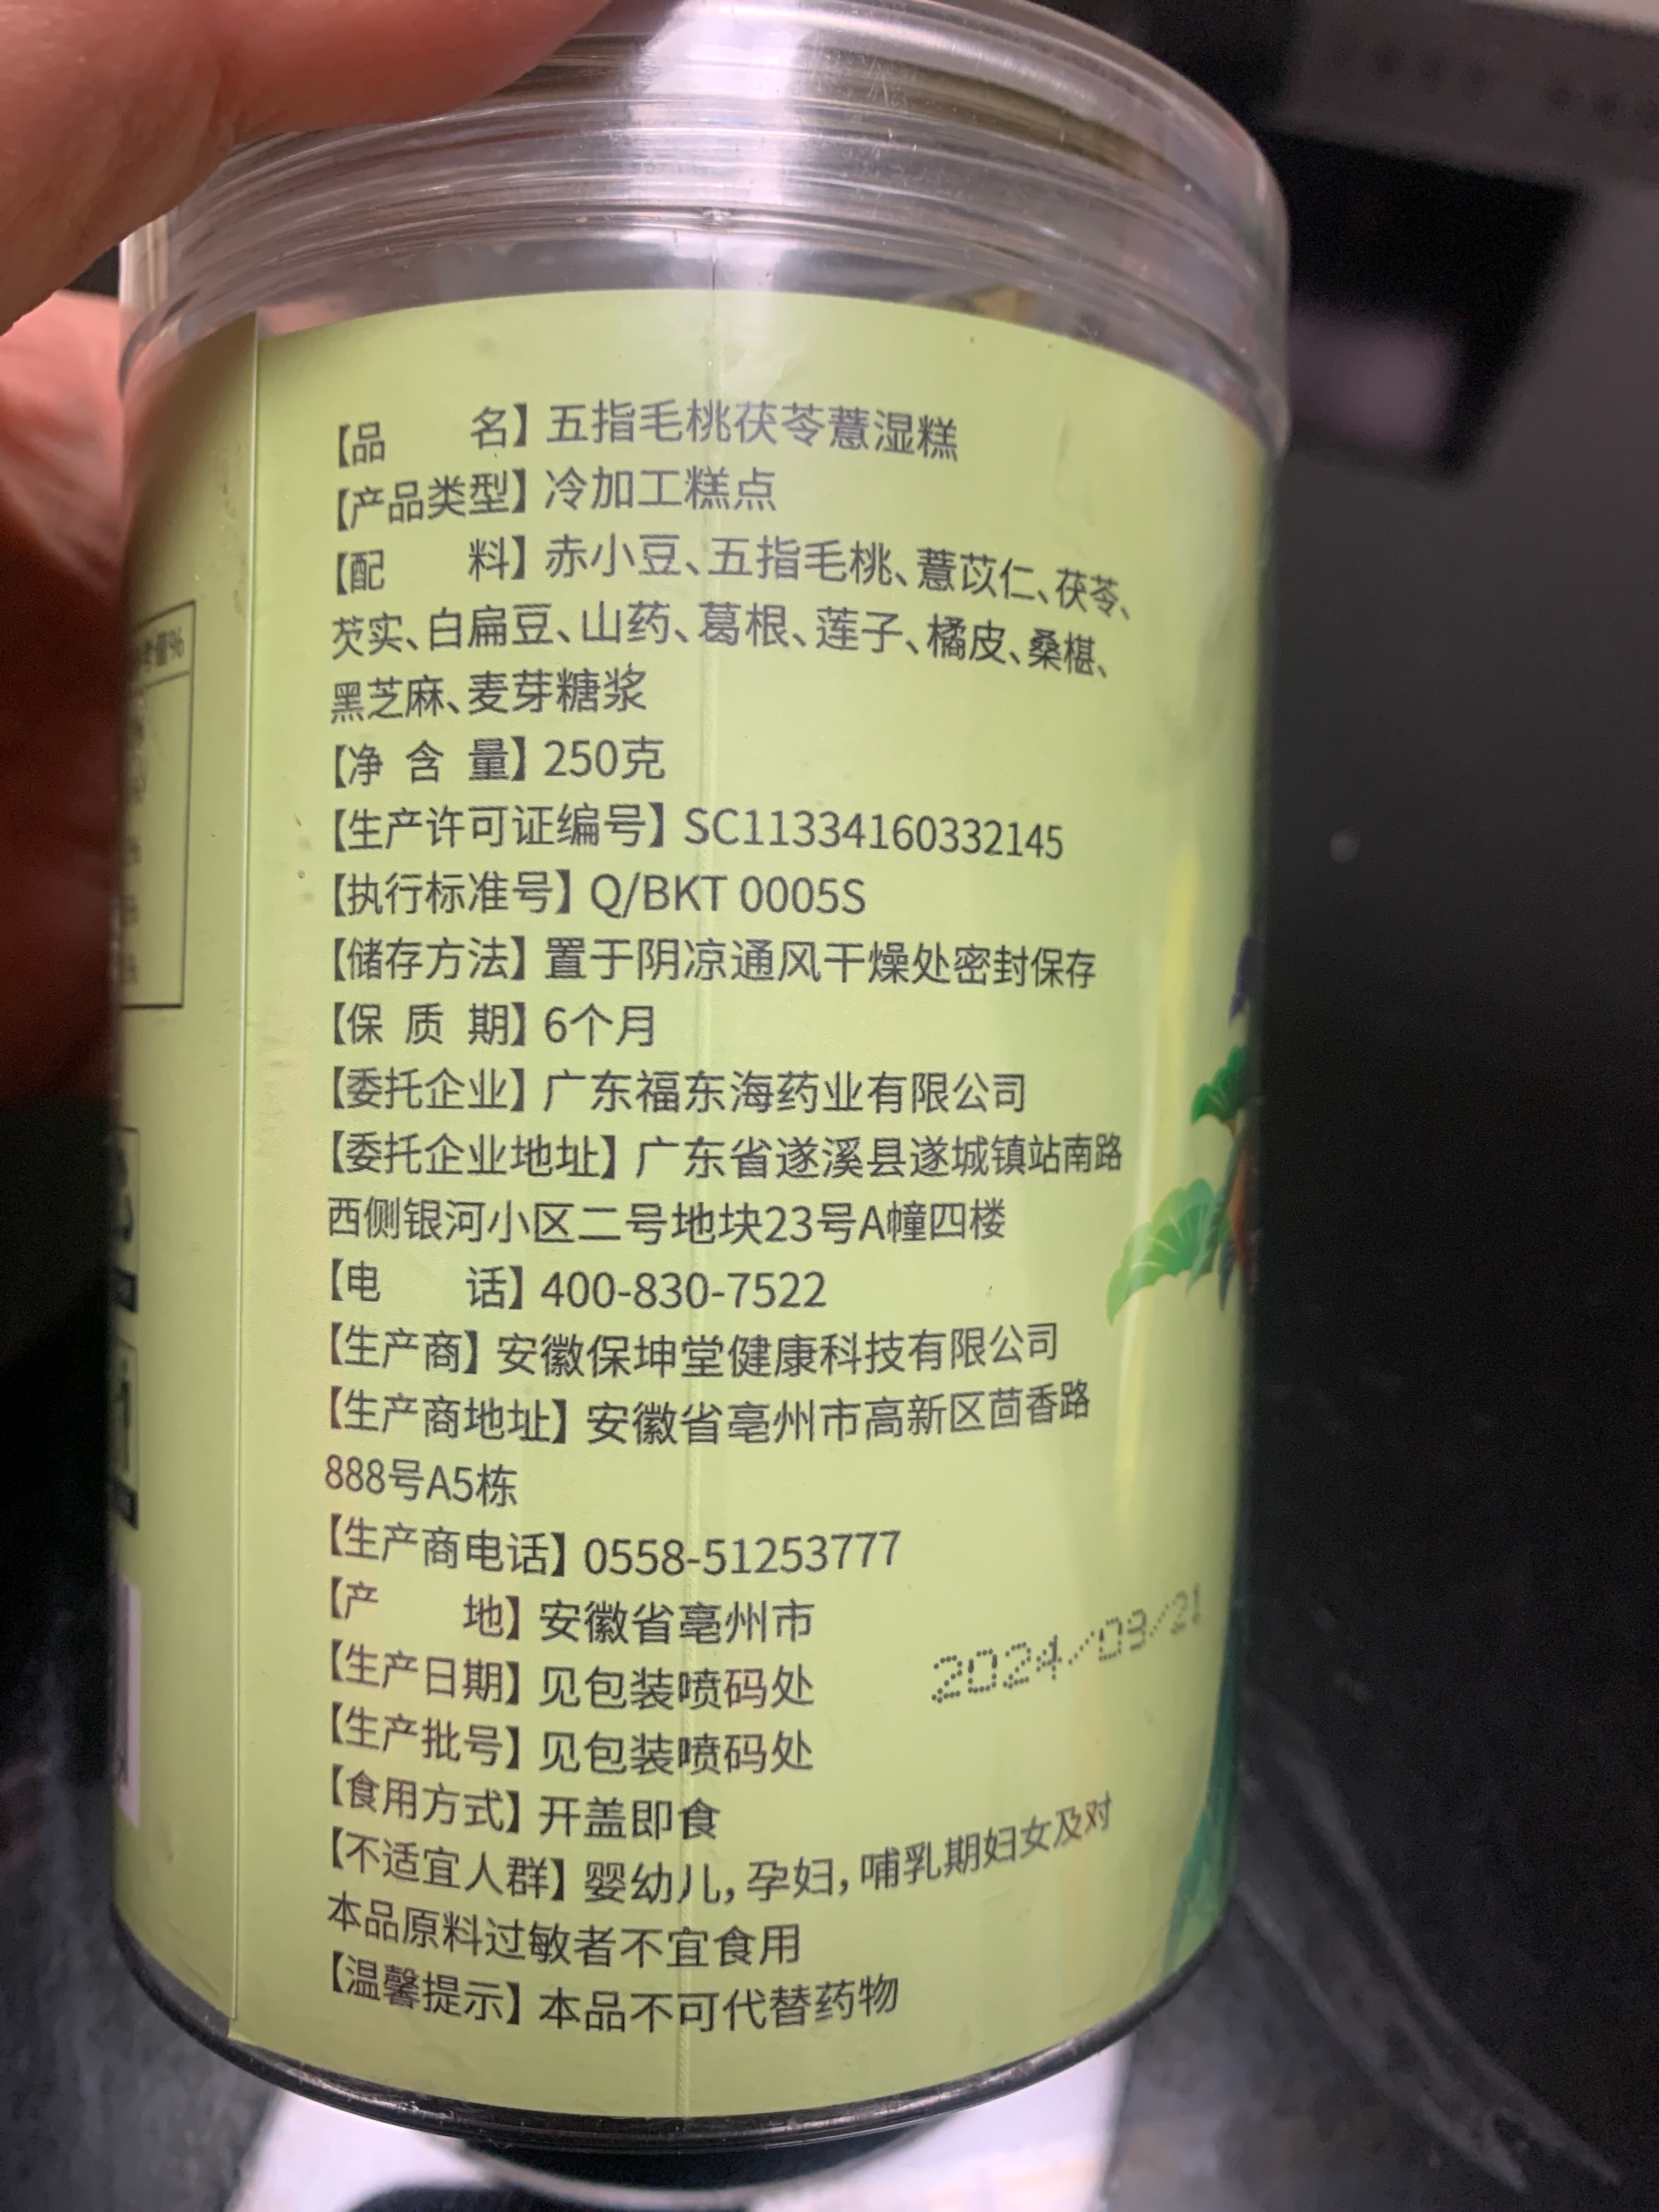 【品 名】五指毛桃茯苓薏湿糕
【产品类型】冷加工糕点
【配 料】赤小豆、五指毛桃、薏苡仁、茯苓、
芡实、白扁豆、山药、葛根、莲子、橘皮、桑椹、
黑芝麻、麦芽糖浆
【净 含 量】250克
【生产许可证编号】SC11334160332145
【执行标准号】Q/BKT 0005S
【储存方法】置于阴凉通风干燥处密封保存
【保 质 期】6个月
【委托企业】广东福东海药业有限公司
【委托企业地址】广东省遂溪县遂城镇站南路
西侧银河小区二号地块23号A幢四楼
【电 话】400-830-7522
【生产商】安徽保坤堂健康科技有限公司
【生产商地址】安徽省亳州市高新区茴香路
888号A5栋
【生产商电话】0558-51253777
【产 地】安徽省亳州市
【生产日期】见包装喷码处
2024/03/21
【生产批号】见包装喷码处
【食用方式】开盖即食
【不适宜人群】婴幼儿,孕妇,哺乳期妇女及对
本品原料过敏者不宜食用
【温馨提示】本品不可代替药物
考值%